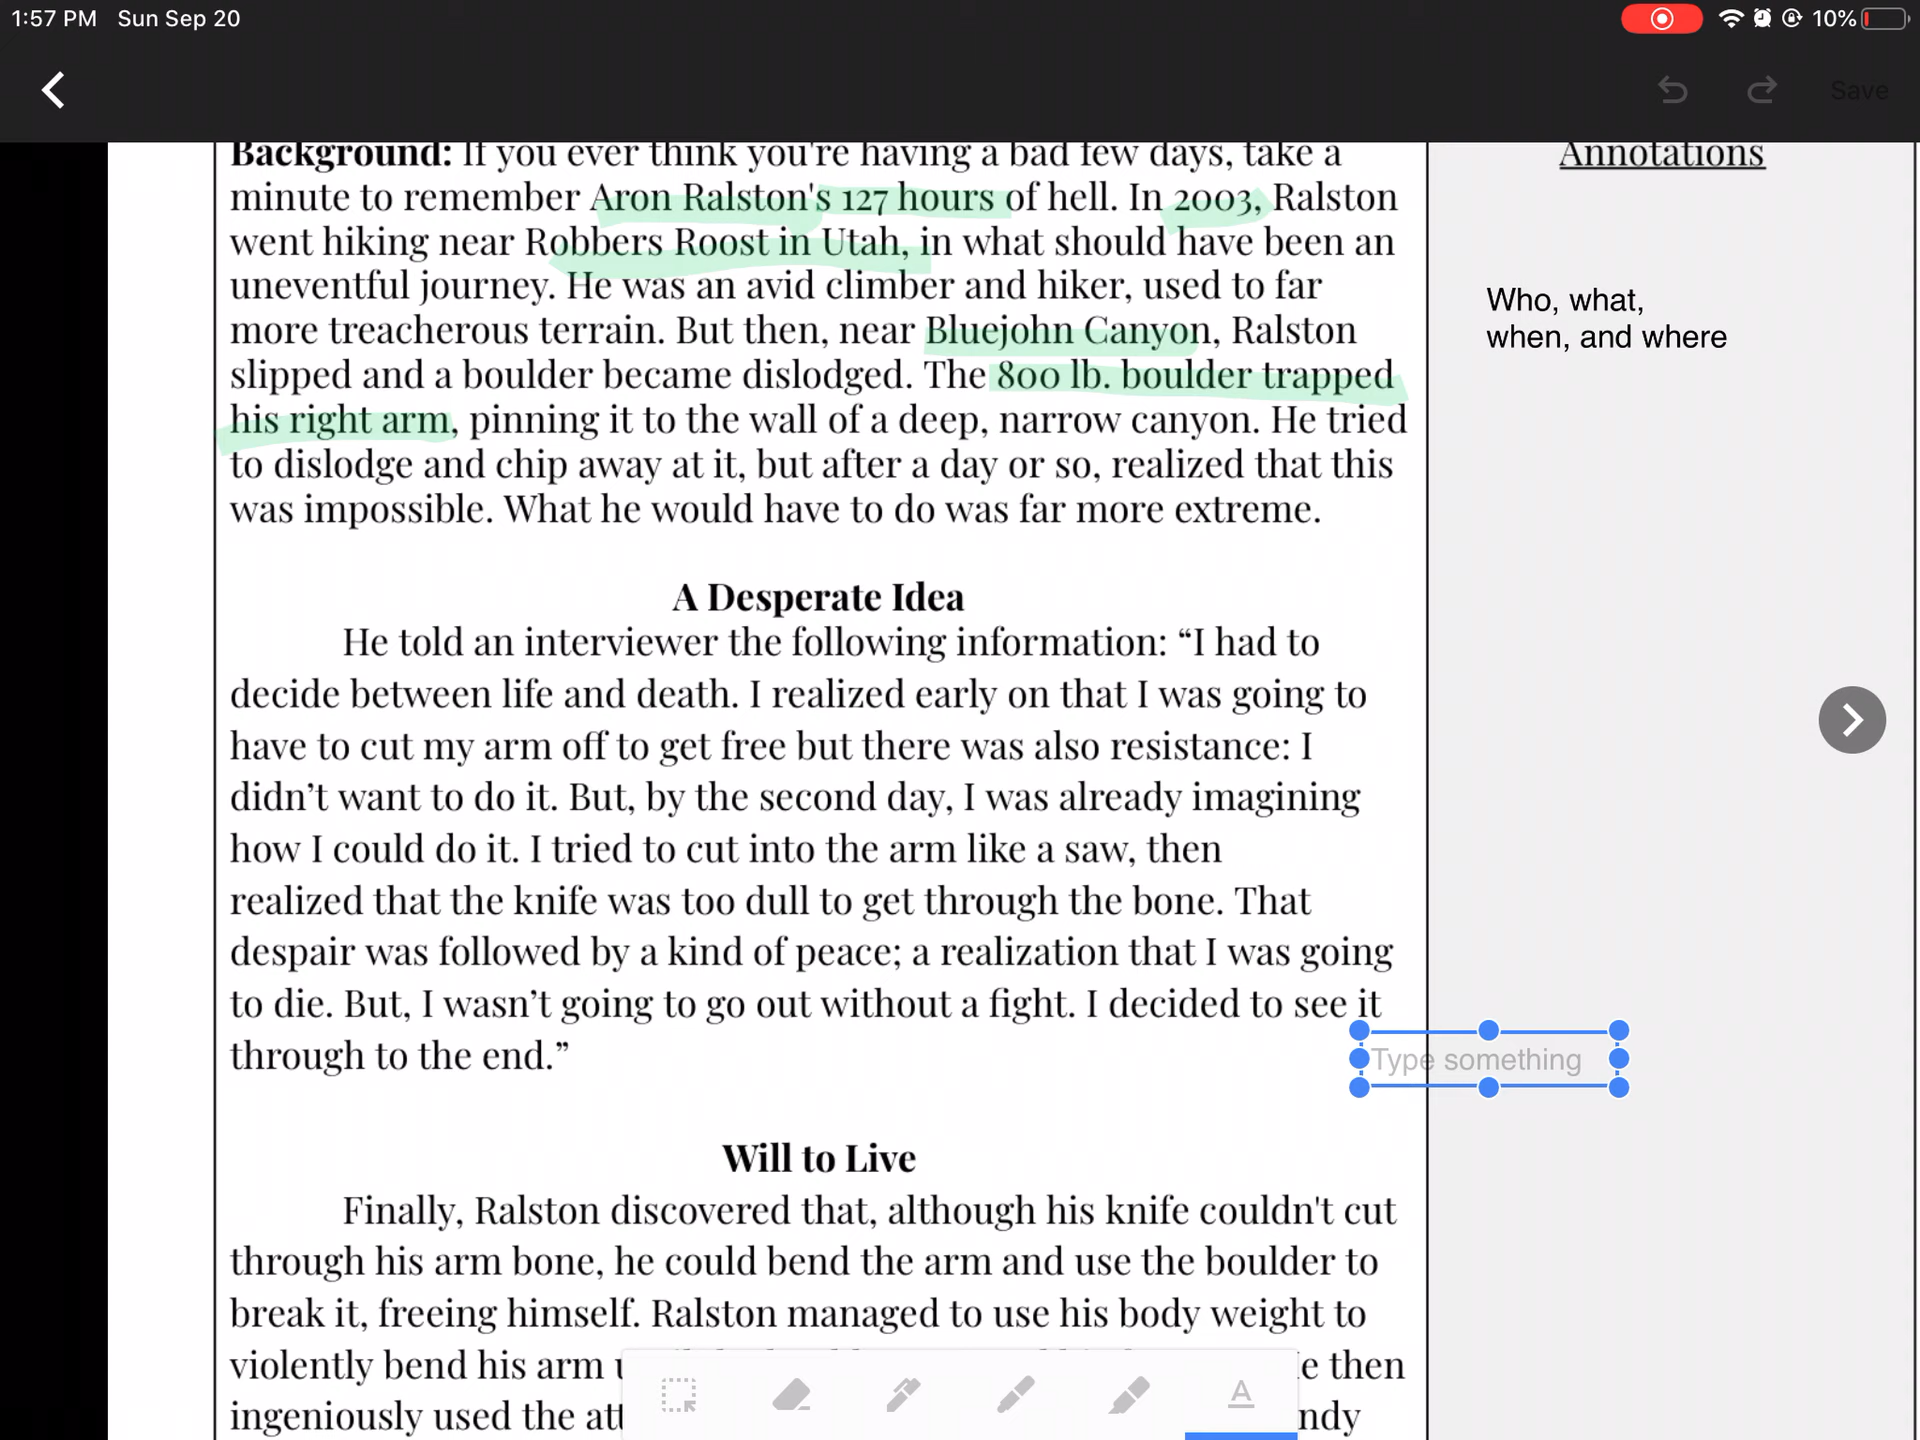 1:57 PM Sun Sep 20
10%
Save
Background: If you ever think you're having a bad few days, take a
minute to remember Aron Ralston's 127 hours of hell. In 2003, Ralston
went hiking near Robbers Roost in Utah, in what should have been an
uneventful journey. He was an avid climber and hiker, used to far
more treacherous terrain. But then, near Bluejohn Canyon, Ralston
slipped and a boulder became dislodged. The 800 lb. boulder trapped
his right arm, pinning it to the wall of a deep, narrow canyon. He tried
to dislodge and chip away at it, but after a day or so, realized that this
was impossible. What he would have to do was far more extreme.
A Desperate Idea
He told an interviewer the following information: “I had to
decide between life and death. I realized early on that I was going to
have to cut my arm off to get free but there was also resistance: I
didn’t want to do it. But, by the second day, I was already imagining
how I could do it. I tried to cut into the arm like a saw, then
realized that the knife was too dull to get through the bone. That
despair was followed by a kind of peace; a realization that I was going
to die. But, I wasn’t going to go out without a fight. I decided to see it
through to the end.”
Will to Live
Finally, Ralston discovered that, although his knife couldn't cut
through his arm bone, he could bend the arm and use the boulder to
break it, freeing himself. Ralston managed to use his body weight to
violently bend his arm then
ingeniously used the
Annotations
Who, what,
when, and where
Type something
A